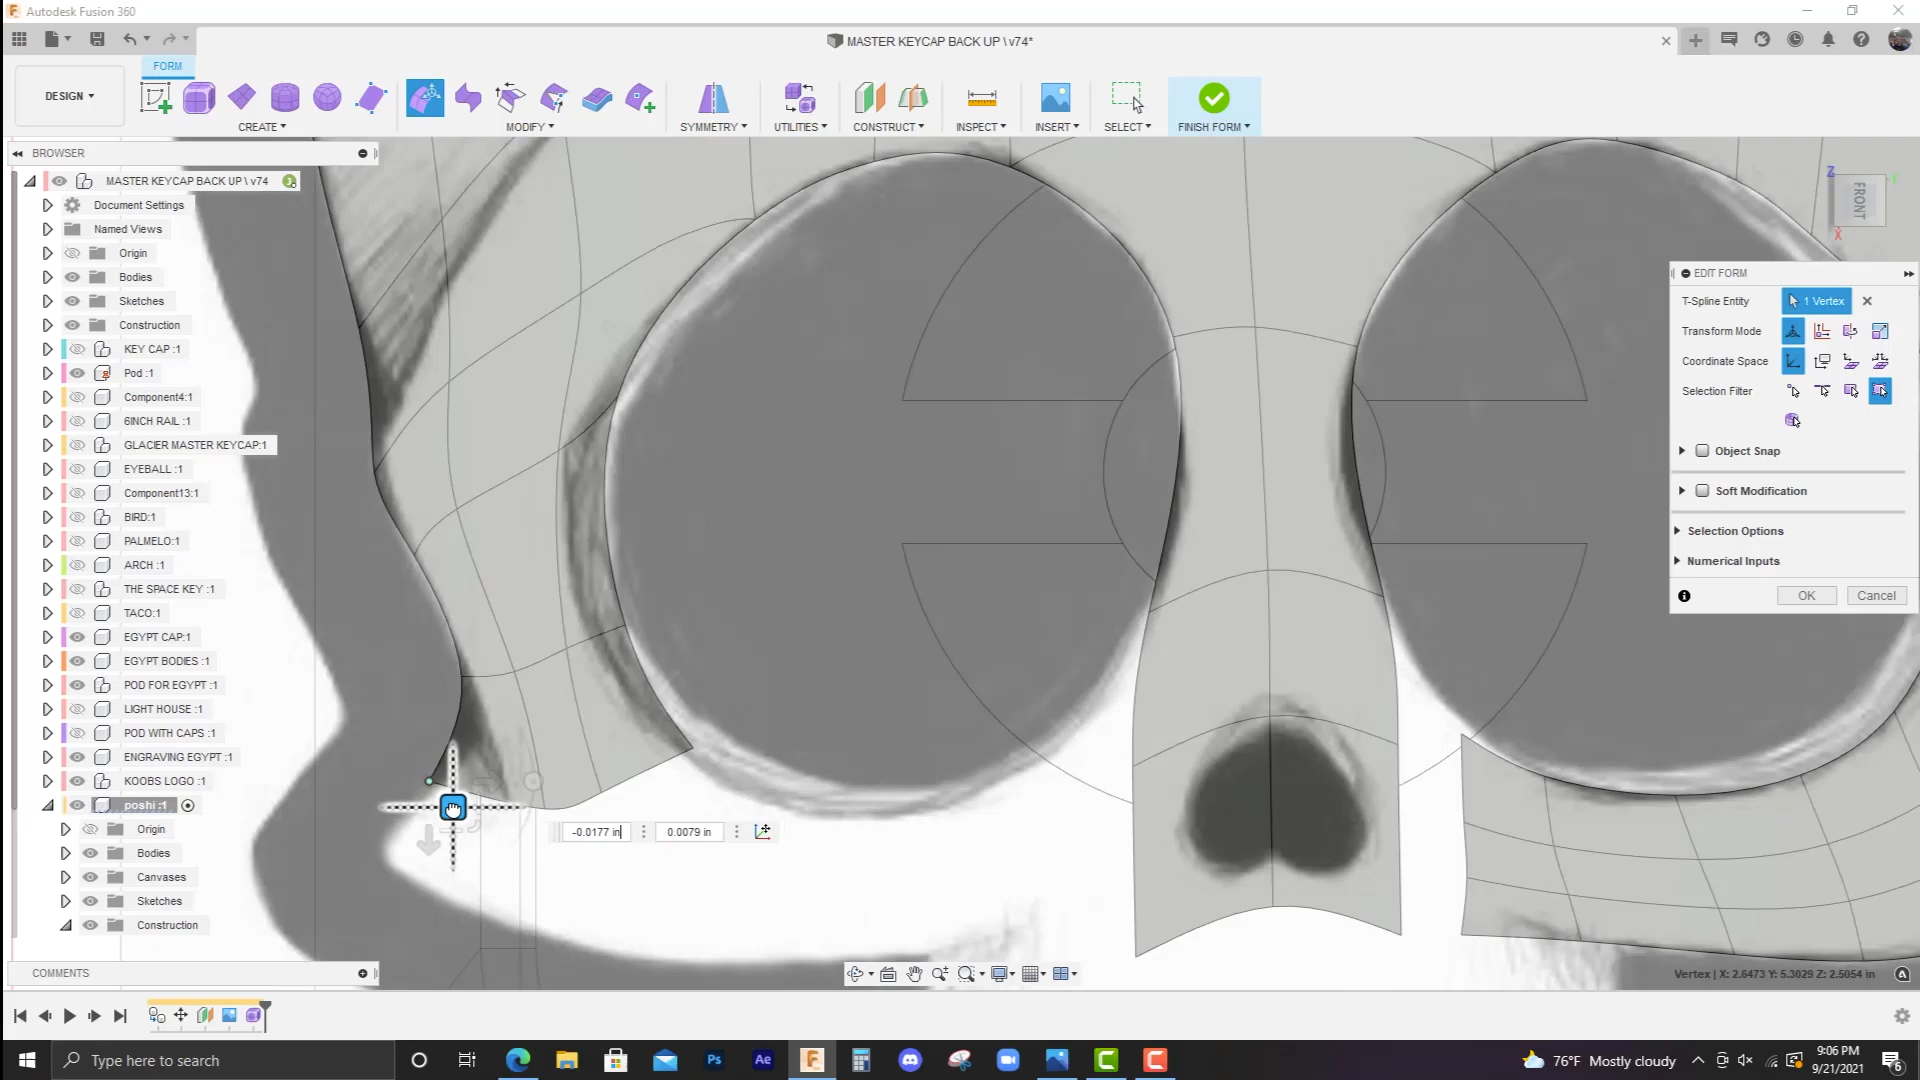 Autodesk Fusion 360
MASTER KEYCAP BACK UP \ v74*
FORM
DESIGN
CREATE
MODIFY
SYMMETRY
UTILITIES
CONSTRUCT
INSPECT
INSERT
SELECT
FINISH FORM
BROWSER
MASTER KEYCAP BACK UP \ v74
Document Settings
Named Views
Origin
Bodies
Sketches
Construction
KEY CAP :1
Pod :1
Component4:1
6INCH RAIL :1
GLACIER MASTER KEYCAP:1
EYEBALL :1
Component13:1
BIRD:1
PALMELO:1
ARCH :1
THE SPACE KEY :1
TACO:1
EGYPT CAP:1
EGYPT BODIES :1
POD FOR EGYPT :1
LIGHT HOUSE :1
POD WITH CAPS :1
ENGRAVING EGYPT :1
KOOBS LOGO :1
poshi :1
Origin
Bodies
Canvases
Sketches
Construction
COMMENTS
Z
Y
FRONT
X
EDIT FORM
T-Spline Entity
1 Vertex
Transform Mode
Coordinate Space
Selection Filter
Object Snap
Soft Modification
Selection Options
Numerical Inputs
OK
Cancel
-0.0177 in
0.0079 in
Vertex | X: 2.6473 Y: 5.3029 Z: 2.5054 in
Type here to search
Ps
Ae
76°F Mostly cloudy
9:06 PM
9/21/2021
6